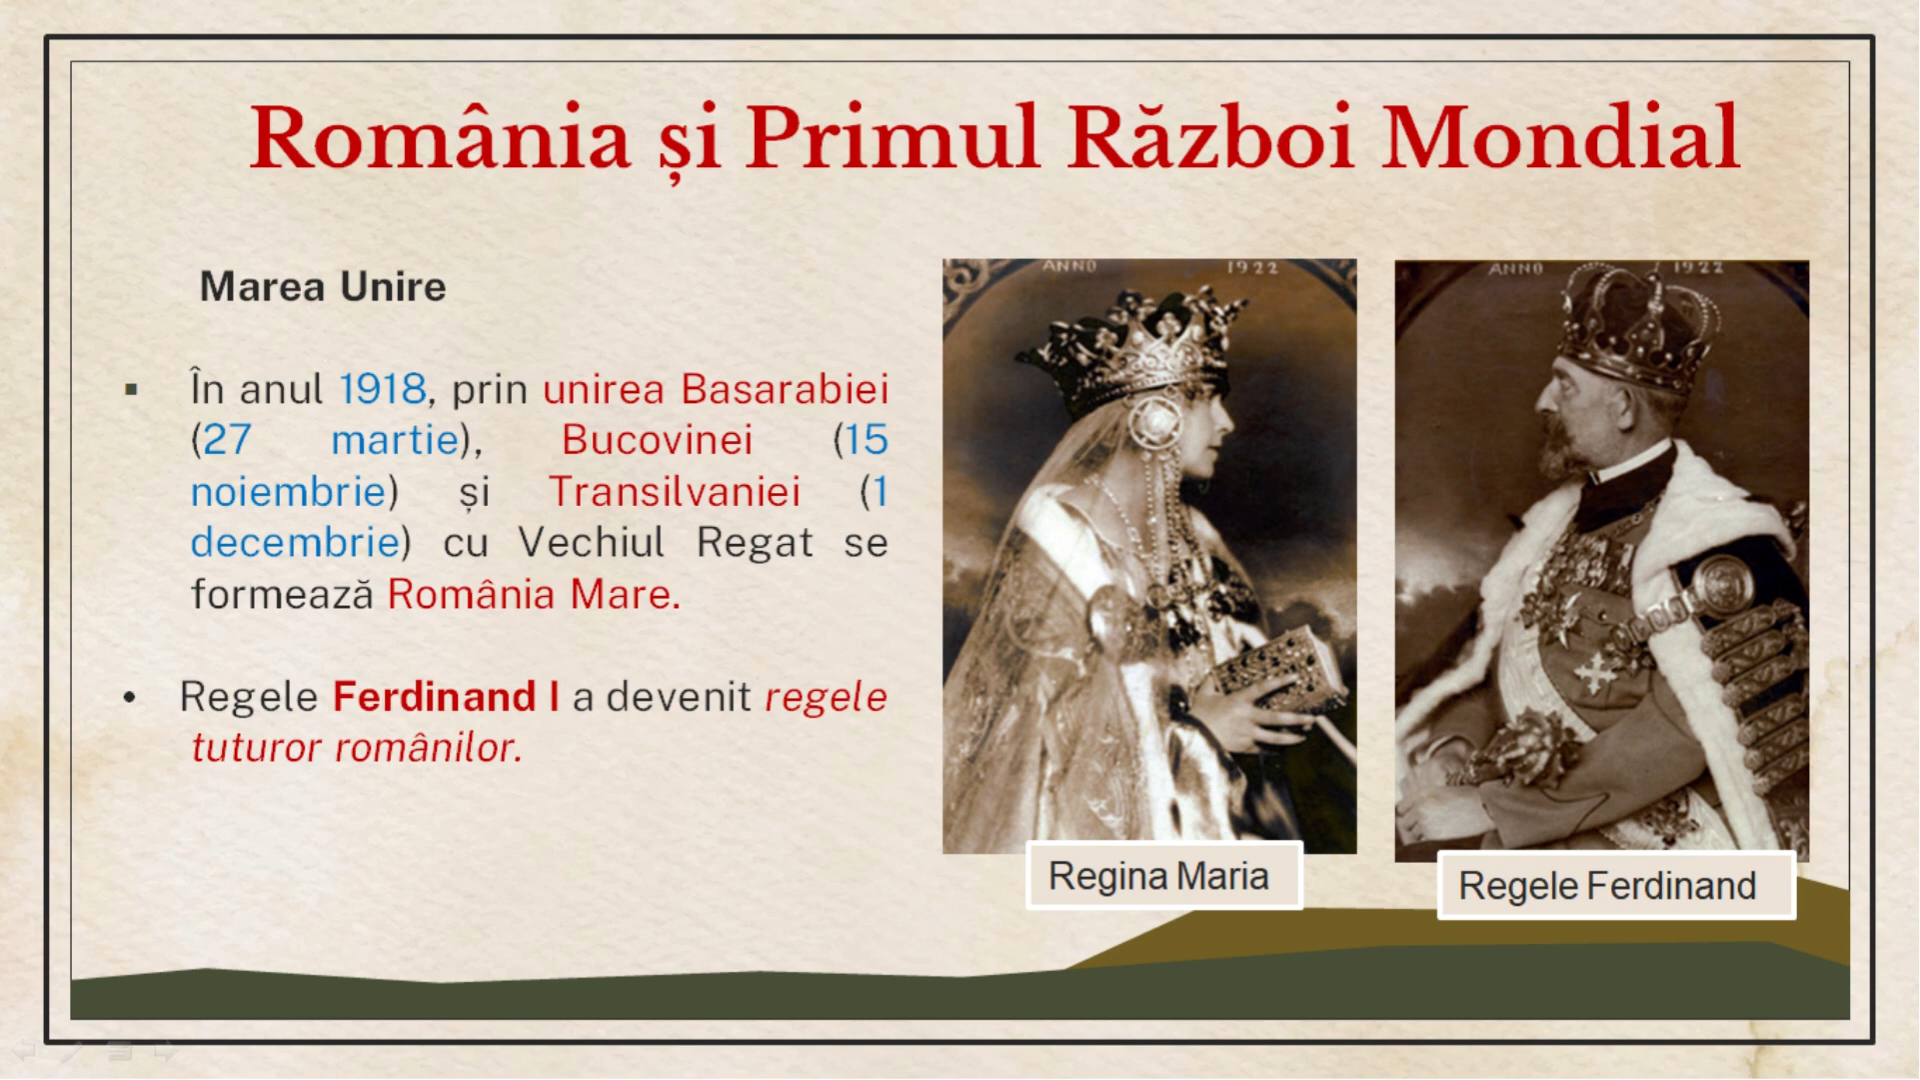 România și Primul Război Mondial
Marea Unire
▪ În anul 1918, prin unirea Basarabiei
(27 martie), Bucovinei (15
noiembrie) și Transilvaniei (1
decembrie) cu Vechiul Regat se
formează România Mare.
• Regele Ferdinand I a devenit regele
tuturor românilor.
ANNO 1922
ANNO 1922
Regina Maria
Regele Ferdinand